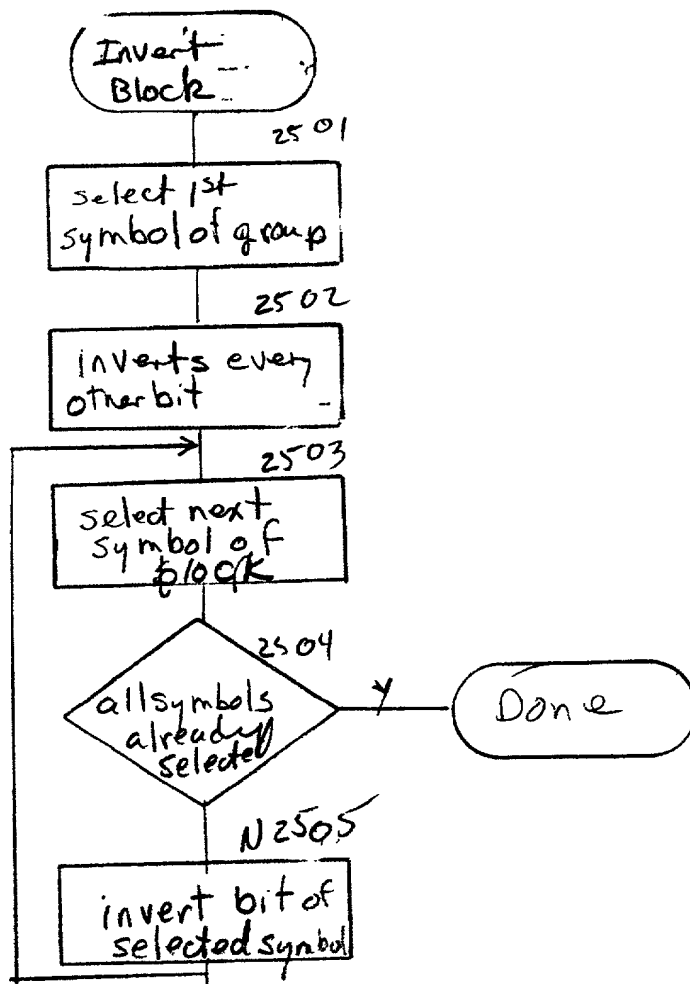 Invert
Block
2501
select 1st
symbol of group
2502
inverts every
other bit
2503
select next
symbol of
block
2504
all symbols
already
selected
Y
Done
N 2505
invert bit of
selected symbol